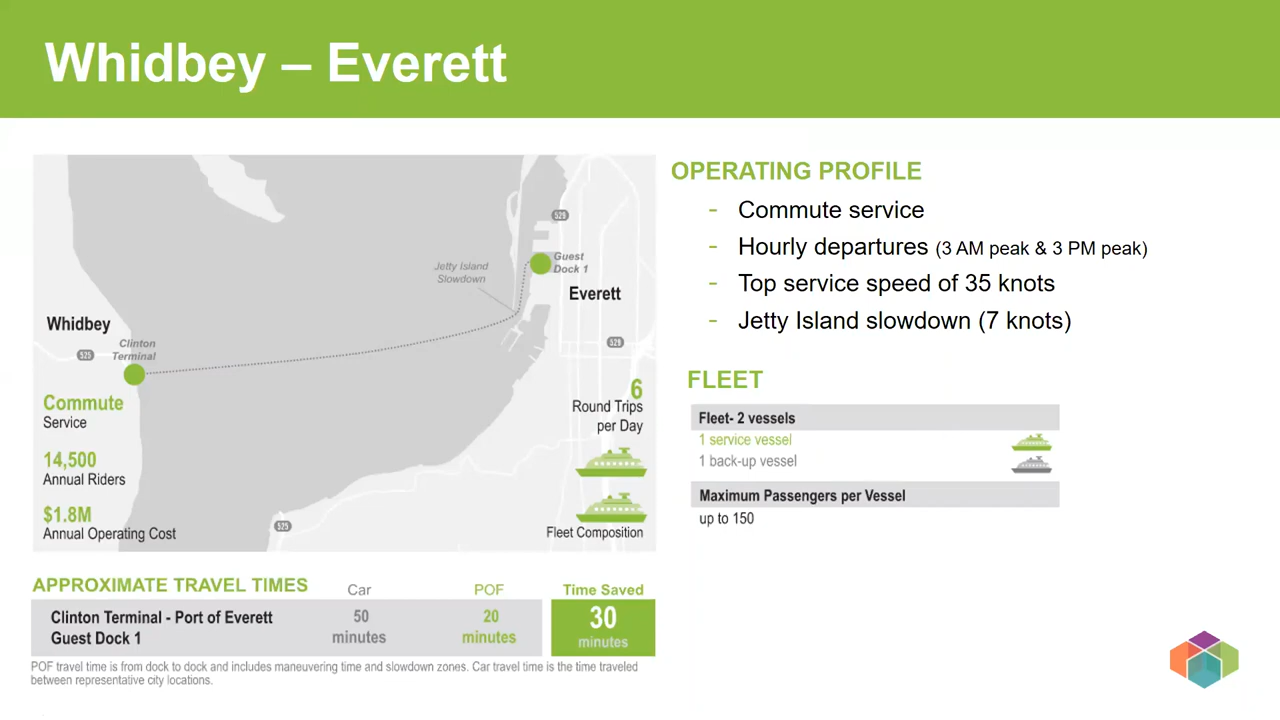 Whidbey – Everett
529
Jetty Island
Slowdown
Guest
Dock 1
Everett
Whidbey
Clinton
Terminal
525
529
Commute
Service
14,500
Annual Riders
$1.8M
Annual Operating Cost
6
Round Trips
per Day
Fleet Composition
525
OPERATING PROFILE
- Commute service
- Hourly departures (3 AM peak & 3 PM peak)
- Top service speed of 35 knots
- Jetty Island slowdown (7 knots)
FLEET
Fleet- 2 vessels
1 service vessel
1 back-up vessel
Maximum Passengers per Vessel
up to 150
APPROXIMATE TRAVEL TIMES Car POF Time Saved
Clinton Terminal - Port of Everett
Guest Dock 1
50
minutes
20
minutes
30
minutes
POF travel time is from dock to dock and includes maneuvering time and slowdown zones. Car travel time is the time traveled
between representative city locations.